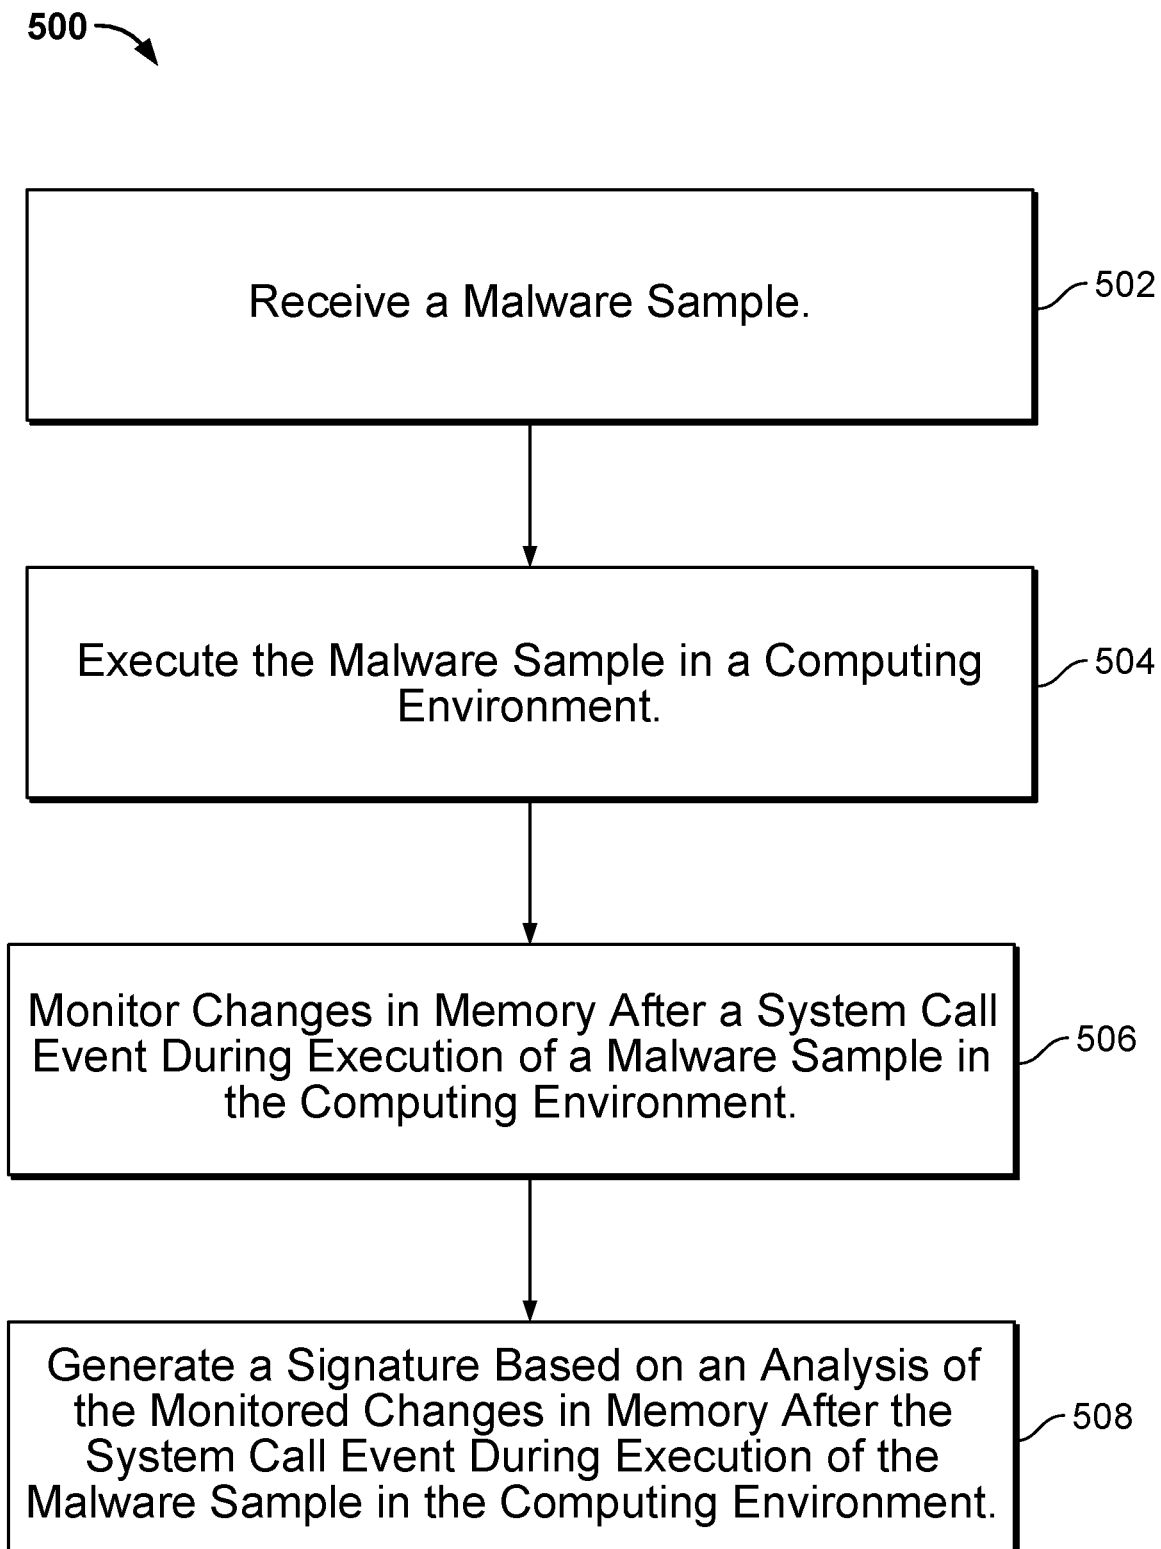 500
Receive a Malware Sample.
502
Execute the Malware Sample in a Computing
Environment.
504
Monitor Changes in Memory After a System Call
Event During Execution of a Malware Sample in
the Computing Environment.
506
Generate a Signature Based on an Analysis of
the Monitored Changes in Memory After the
System Call Event During Execution of the
Malware Sample in the Computing Environment.
508